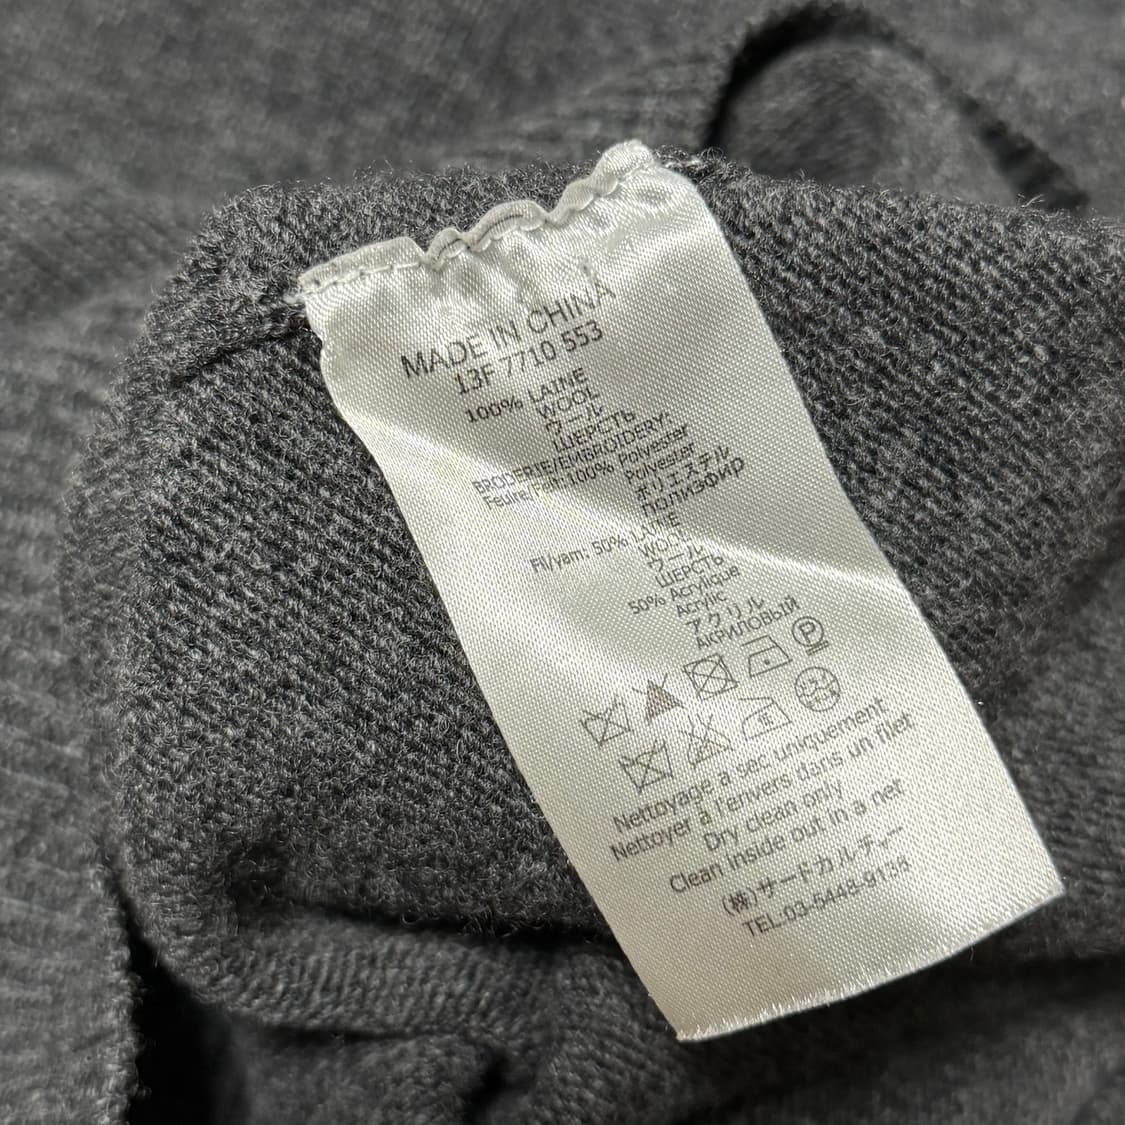 MADE IN CHINA
13F 7710 553
100% LAINE
WOOL
ウール
ШЕРСТЬ
BRODERIE/EMBROIDERY:
Feutre/Felt: 100% Polyester
Polyester
ポリエステル
ПОЛИЭФИР
Fil/yarn: 50% LAINE
WOOL
ウール
ШЕРСТЬ
50% Acrylique
Acrylic
アクリル
АКРИЛОВЫЙ
P
Nettoyage a sec uniquement
Nettoyer à l'envers dans un filet
Dry clean only
Clean inside out in a net
(株)サードカルチャー
TEL.03-5448-9138